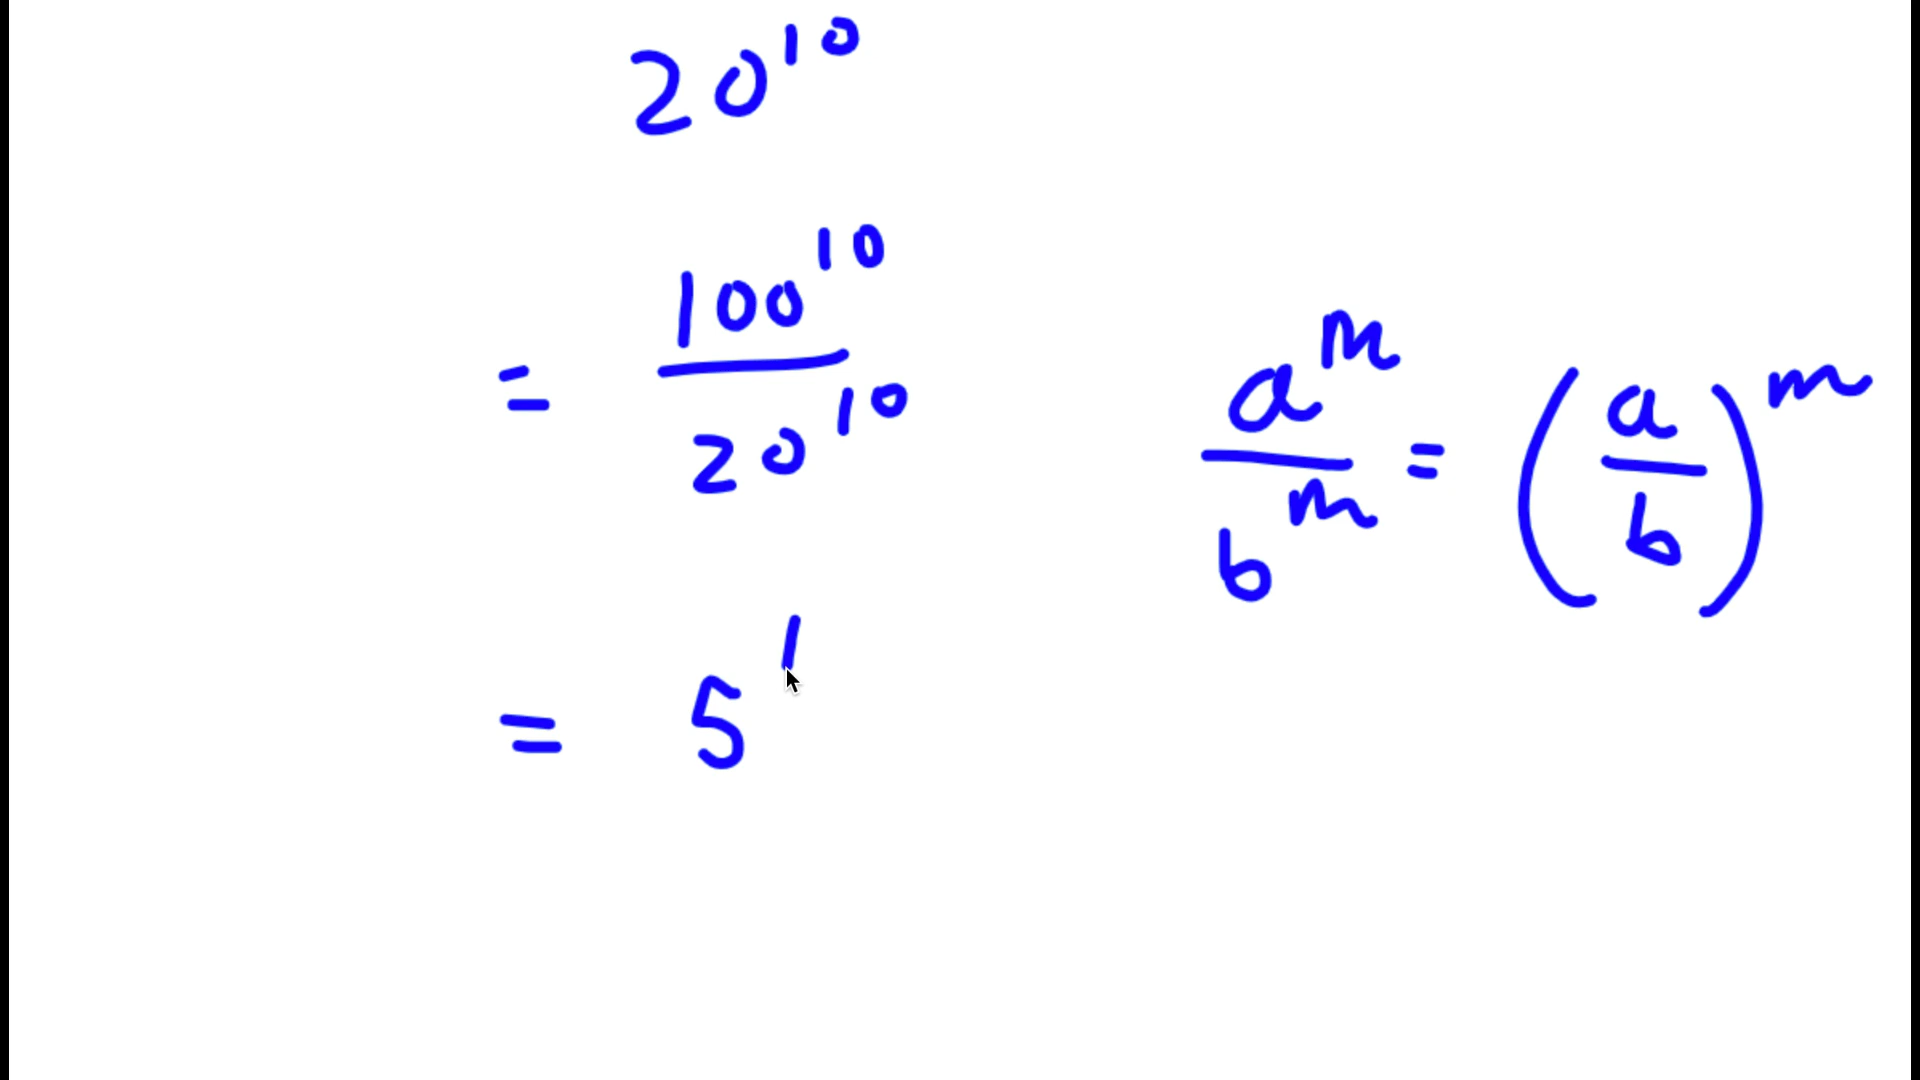 20^10
= 100^10 / 20^10
a^m / b^m = (a/b)^m
= 5^1